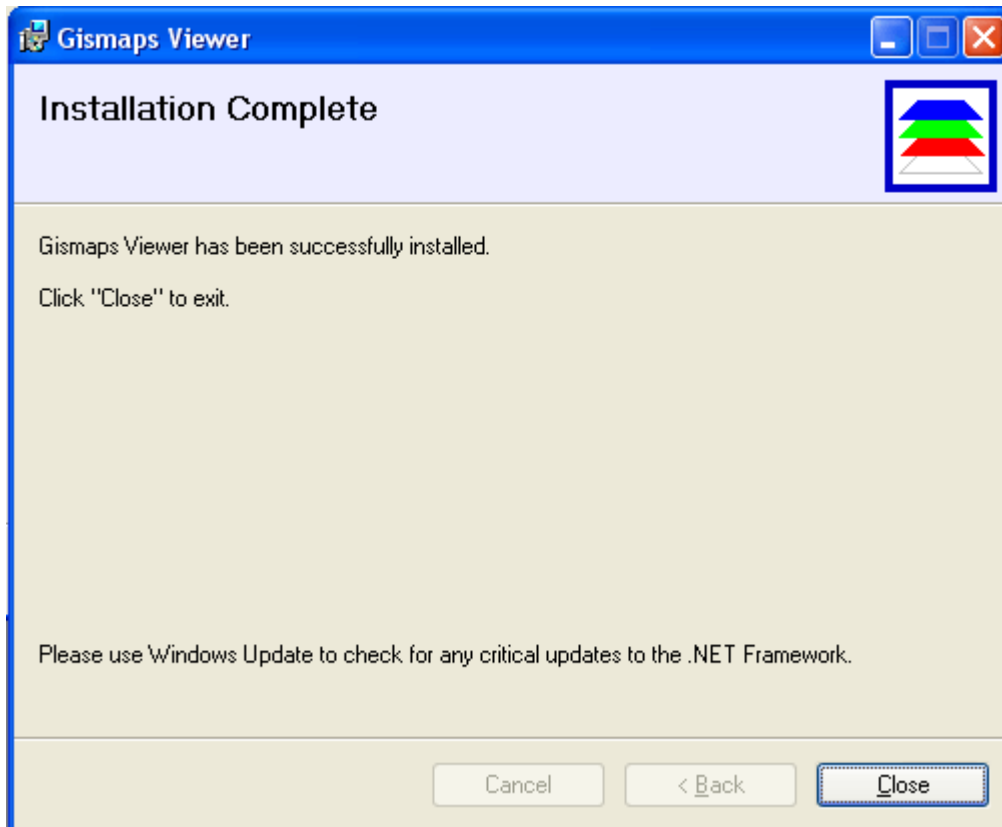 Gismaps Viewer
Installation Complete
Gismaps Viewer has been successfully installed.
Click "Close" to exit.
Please use Windows Update to check for any critical updates to the .NET Framework.
Cancel
< Back
Close